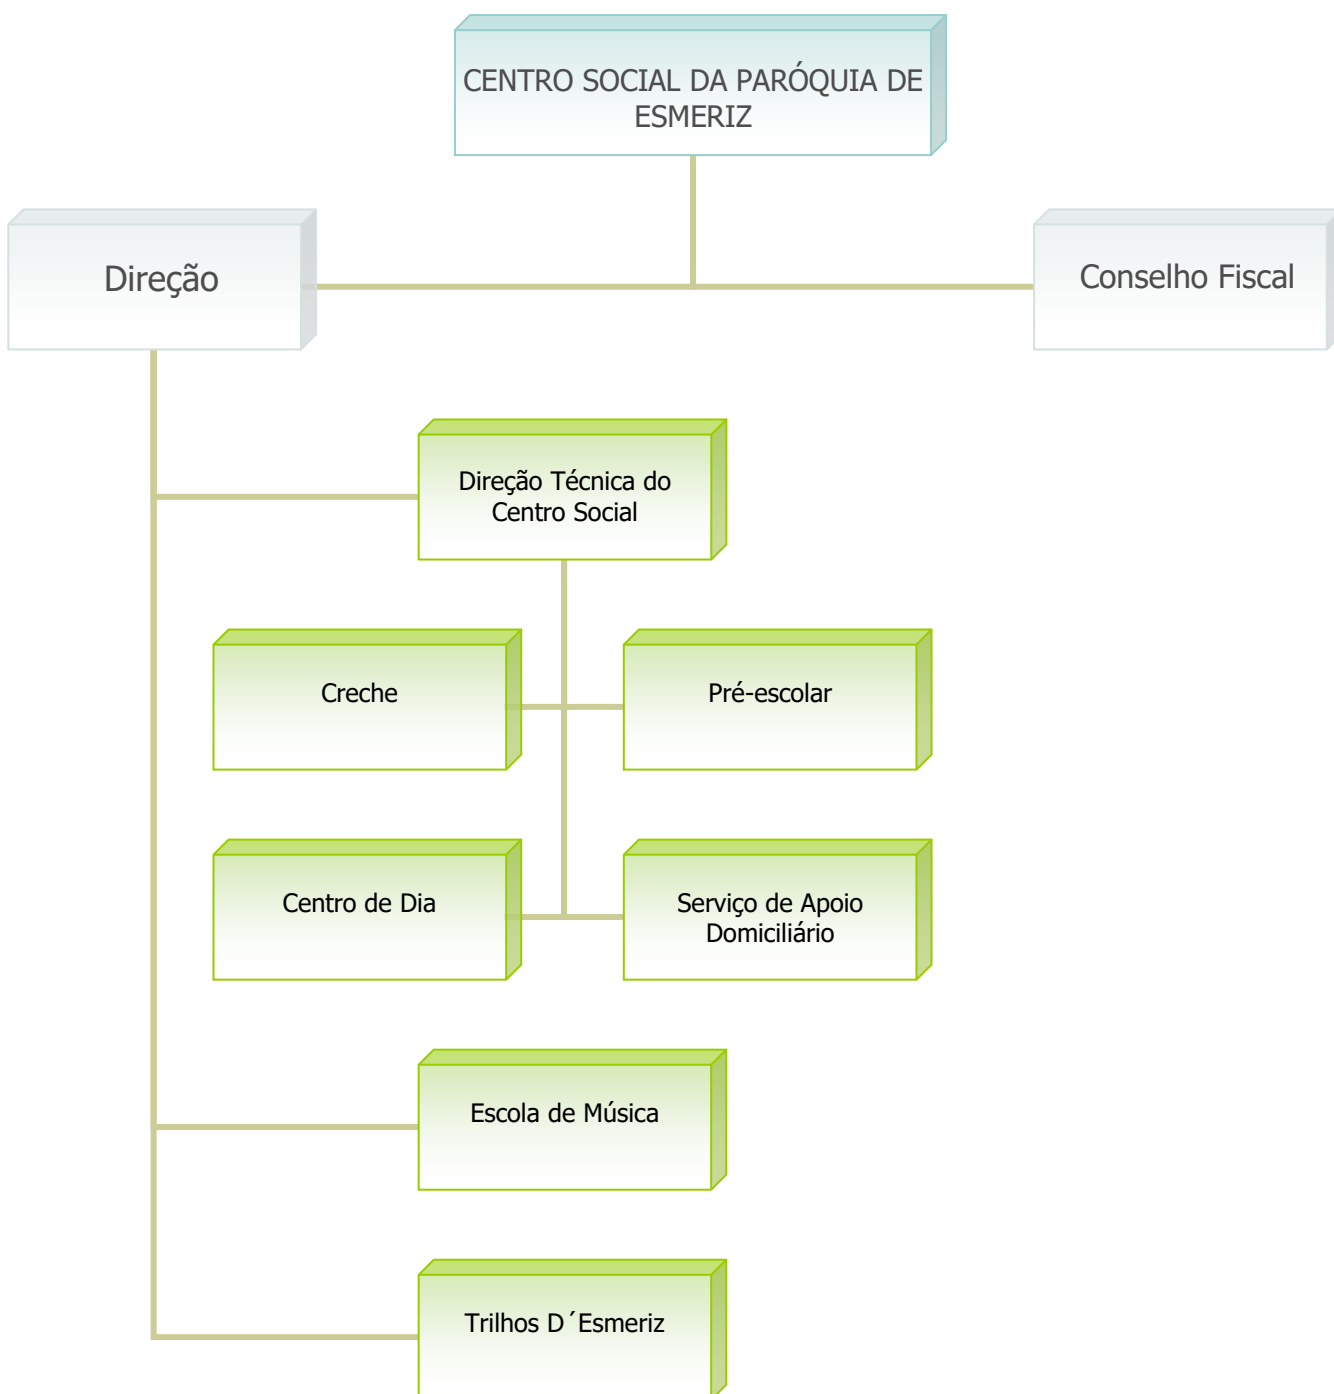 CENTRO SOCIAL DA PARÓQUIA DE
ESMERIZ
Direção
Conselho Fiscal
Direção Técnica do
Centro Social
Creche
Pré-escolar
Centro de Dia
Serviço de Apoio
Domiciliário
Escola de Música
Trilhos D´Esmeriz